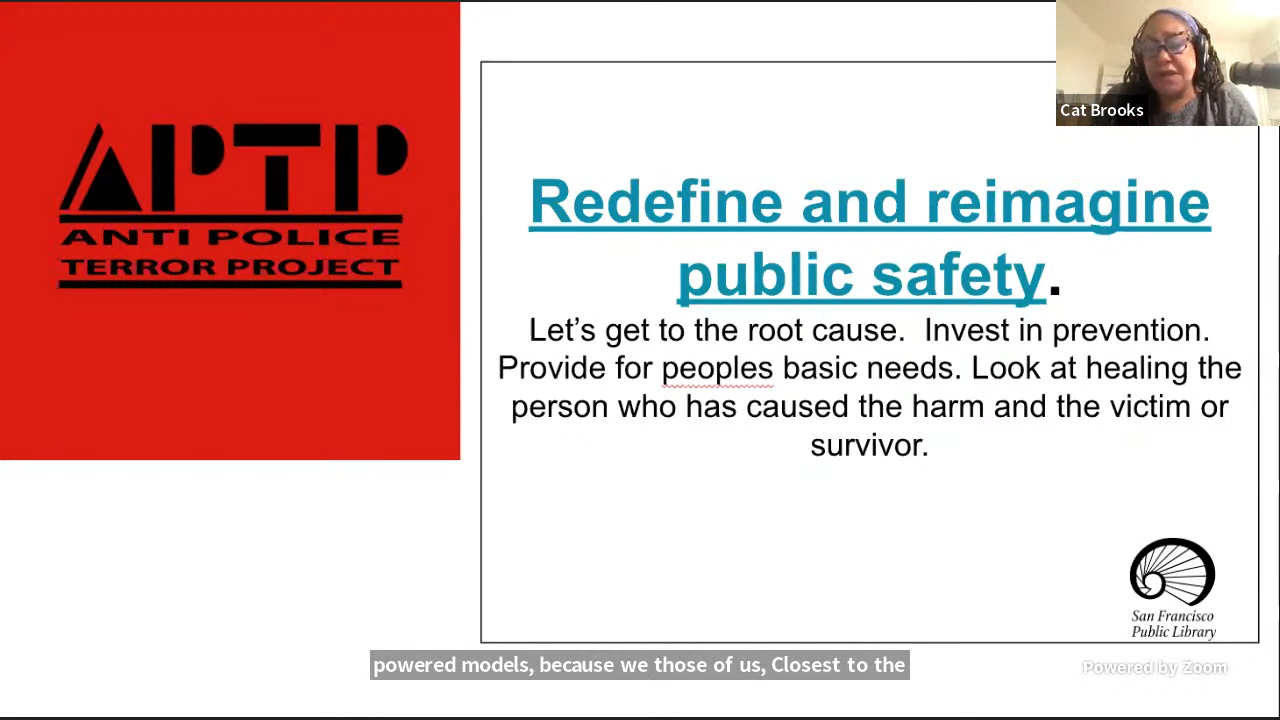 APTP
ANTI POLICE
TERROR PROJECT
Cat Brooks
Redefine and reimagine
public safety.
Let’s get to the root cause.  Invest in prevention.
Provide for peoples basic needs. Look at healing the
person who has caused the harm and the victim or
survivor.
San Francisco
Public Library
powered models, because we those of us, Closest to the
Powered by Zoom